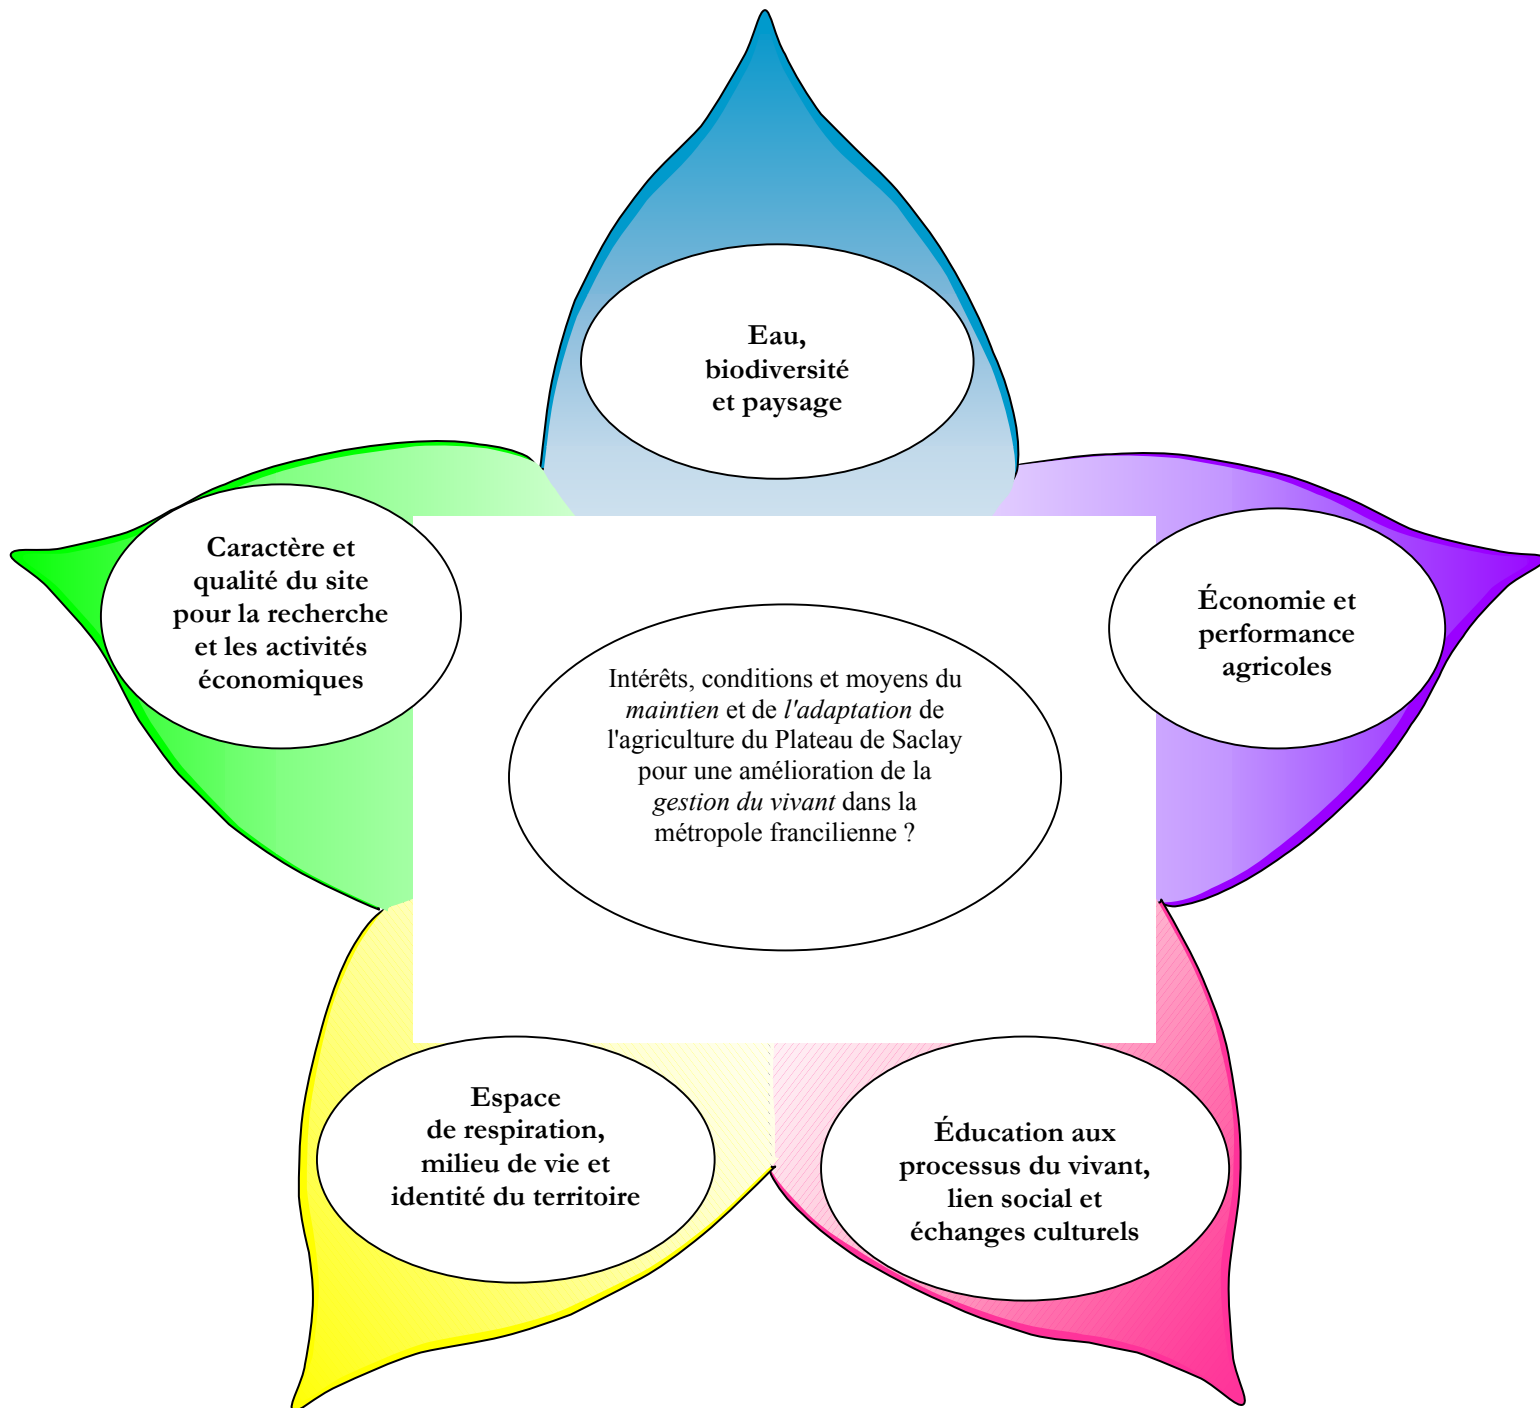 Eau,
biodiversité
et paysage
Caractère et
qualité du site
pour la recherche
et les activités
économiques
Économie et
performance
agricoles
Intérêts, conditions et moyens du
maintien et de l'adaptation de
l'agriculture du Plateau de Saclay
pour une amélioration de la
gestion du vivant dans la
métropole francilienne ?
Espace
de respiration,
milieu de vie et
identité du territoire
Éducation aux
processus du vivant,
lien social et
échanges culturels